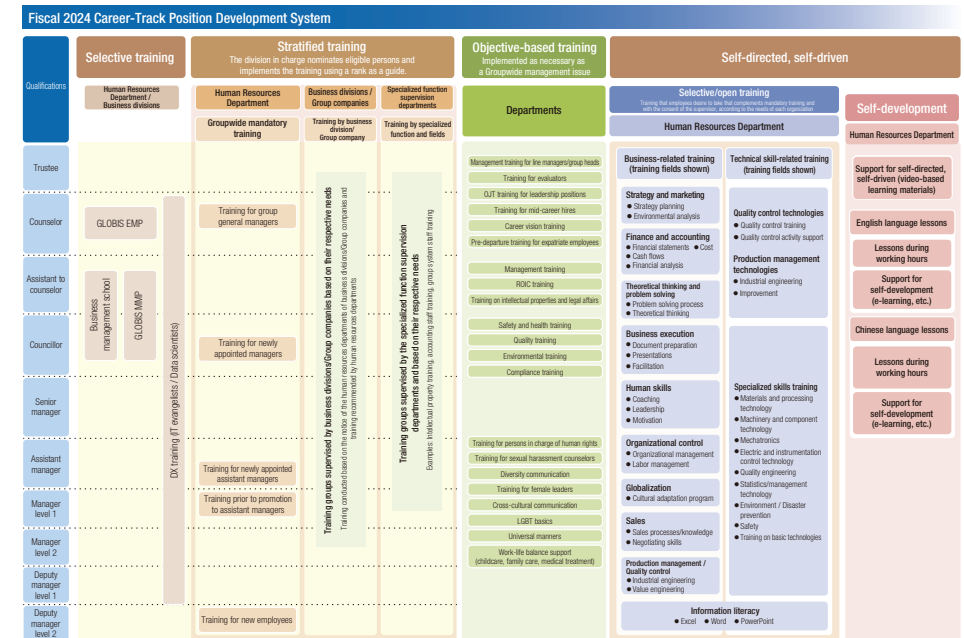 Fiscal 2024 Career-Track Position Development System
Qualifications
Selective training
Stratified training
The division in charge nominates eligible persons and
implements the training using a rank as a guide.
Objective-based training
Implemented as necessary as
a Groupwide management issue
Self-directed, self-driven
Human Resources
Department /
Business divisions
Human Resources
Department
Business divisions /
Group companies
Specialized function
supervision
departments
Groupwide mandatory
training
Training by business
division/
Group company
Training by specialized
function and fields
Departments
Selective/open training
Training that employees desire to take that complements mandatory training and
with the consent of the supervisor, according to the needs of each organization
Human Resources Department
Self-development
Human Resources Department
Trustee
Counselor
Assistant to
counselor
Councillor
Senior
manager
Assistant
manager
Manager
level 1
Manager
level 2
Deputy
manager
level 1
Deputy
manager
level 2
GLOBIS EMP
Business
management school
GLOBIS MMP
DX training (IT evangelists / Data scientists)
Training for group
general managers
Training for newly
appointed managers
Training for newly appointed
assistant managers
Training prior to promotion
to assistant managers
Training for new employees
Training groups supervised by business divisions/Group companies based on their respective needs
Training conducted based on the notice of the human resources departments of business divisions/Group companies and
training recommended by human resources departments
Training groups supervised by the specialized function supervision
departments and based on their respective needs
Examples: Intellectual property training, accounting staff training, group system staff training
Management training for line managers/group heads
Training for evaluators
OJT training for leadership positions
Training for mid-career hires
Career vision training
Pre-departure training for expatriate employees
Management training
ROIC training
Training on intellectual properties and legal affairs
Safety and health training
Quality training
Environmental training
Compliance training
Training for persons in charge of human rights
Training for sexual harassment counselors
Diversity communication
Training for female leaders
Cross-cultural communication
LGBT basics
Universal manners
Work-life balance support
(childcare, family care, medical treatment)
Business-related training
(training fields shown)
Strategy and marketing
● Strategy planning
● Environmental analysis
Finance and accounting
● Financial statements ● Cost
● Cash flows
● Financial analysis
Theoretical thinking and
problem solving
● Problem solving process
● Theoretical thinking
Business execution
● Document preparation
● Presentations
● Facilitation
Human skills
● Coaching
● Leadership
● Motivation
Organizational control
● Organizational management
● Labor management
Globalization
● Cultural adaptation program
Sales
● Sales processes/knowledge
● Negotiating skills
Production management /
Quality control
● Industrial engineering
● Value engineering
Technical skill-related training
(training fields shown)
Quality control technologies
● Quality control training
● Quality control activity support
Production management
technologies
● Industrial engineering
● Improvement
Specialized skills training
● Materials and processing
technology
● Machinery and component
technology
● Mechatronics
● Electric and instrumentation
control technology
● Quality engineering
● Statistics/management
technology
● Environment / Disaster
prevention
● Safety
● Training on basic technologies
Information literacy
● Excel ● Word ● PowerPoint
Support for self-directed,
self-driven (video-based
learning materials)
English language lessons
Lessons during
working hours
Support for
self-development
(e-learning, etc.)
Chinese language lessons
Lessons during
working hours
Support for
self-development
(e-learning, etc.)